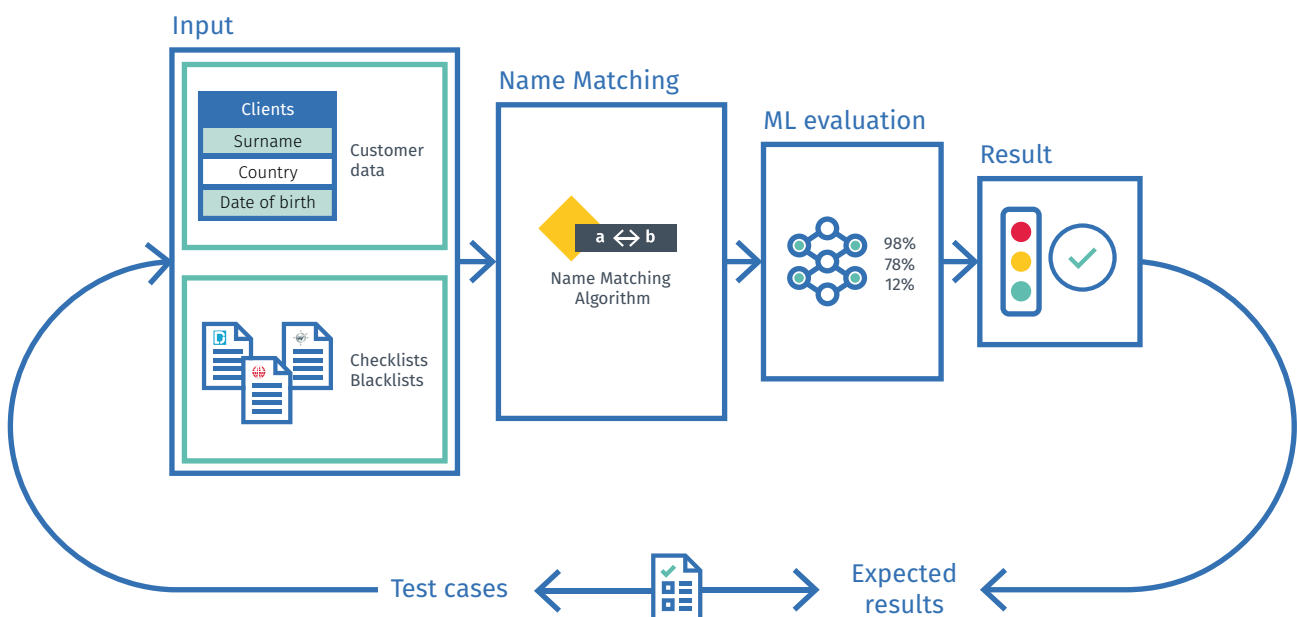 Input
Clients
Surname
Country
Date of birth
Customer
data
Checklists
Blacklists
Name Matching
a ↔ b
Name Matching
Algorithm
ML evaluation
98%
78%
12%
Result
Test cases
Expected
results